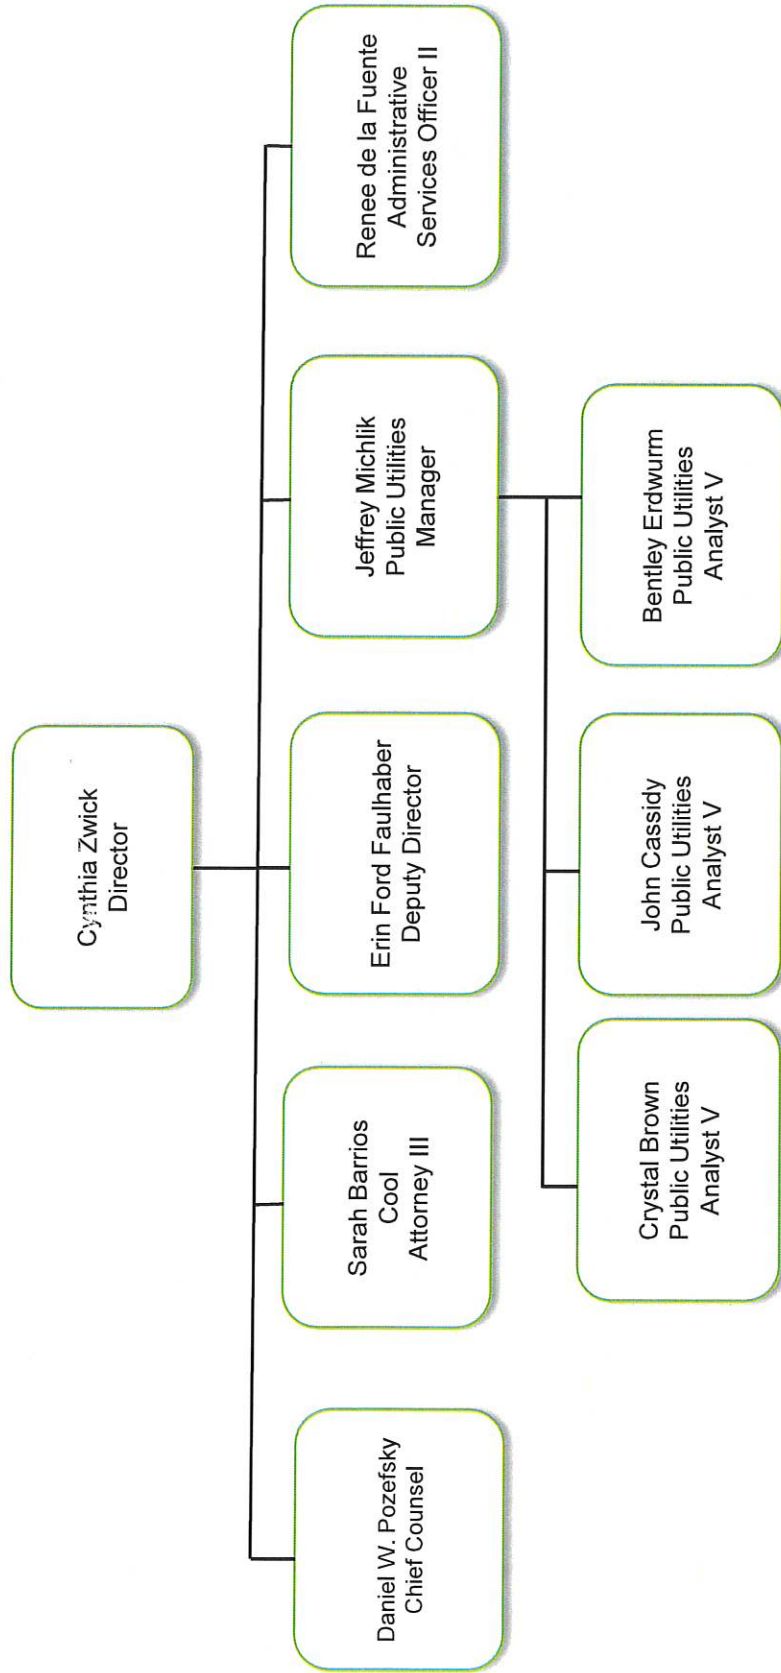 Cynthia Zwick
Director
Daniel W. Pozefsky
Chief Counsel
Sarah Barrios
Cool
Attorney III
Erin Ford Faulhaber
Deputy Director
Jeffrey Michlik
Public Utilities
Manager
Renee de la Fuente
Administrative
Services Officer II
Crystal Brown
Public Utilities
Analyst V
John Cassidy
Public Utilities
Analyst V
Bentley Erdwurm
Public Utilities
Analyst V